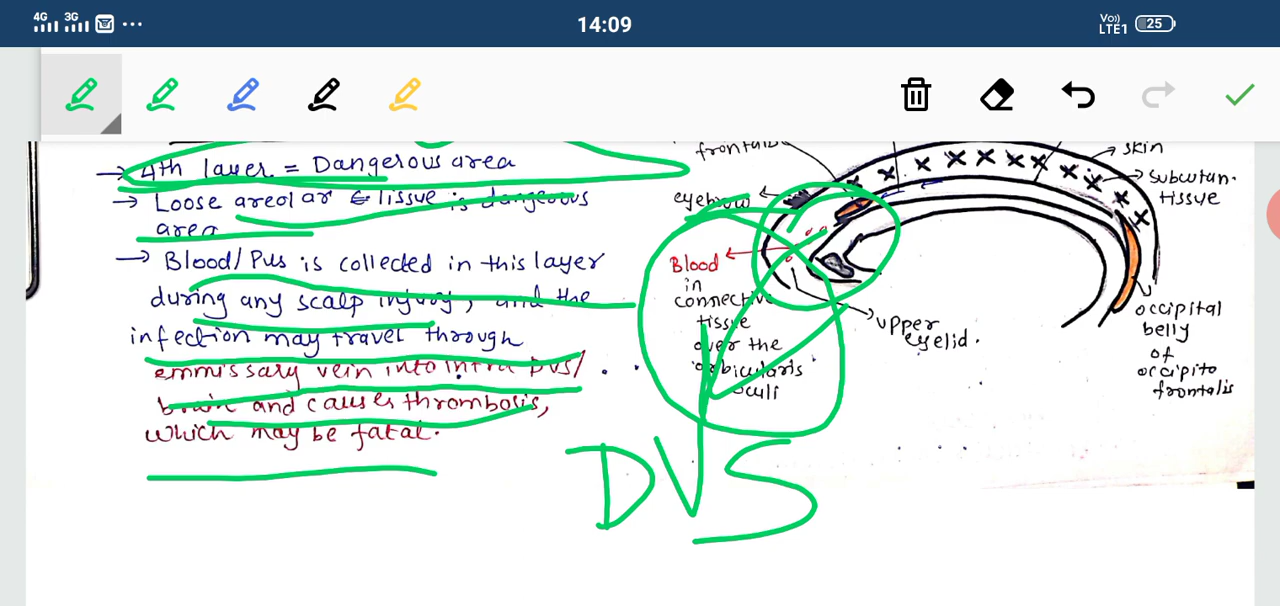 4G 3G 14:09 Vo)) LTE1 25
→ 4th layer = Dangerous area
→ Loose areolar tissue is dangerous
area
→ Blood/Pus is collected in this layer
during any scalp injury, and the
infection may travel through
emmissary vein into intra DVS/
brain and causes thrombosis,
which may be fatal.
frontalis
skin
subcutan.
tissue
eyebrow
Blood
in
connective
tissue
over the
orbicularis
oculi
upper
eyelid.
occipital
belly
of
occipito
frontalis
DVS